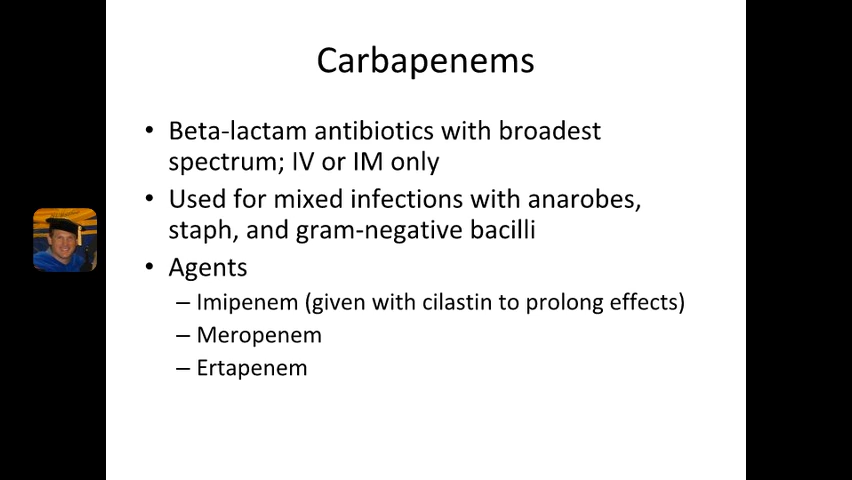 Carbapenems
• Beta-lactam antibiotics with broadest
spectrum; IV or IM only
• Used for mixed infections with anarobes,
staph, and gram-negative bacilli
• Agents
– Imipenem (given with cilastin to prolong effects)
– Meropenem
– Ertapenem